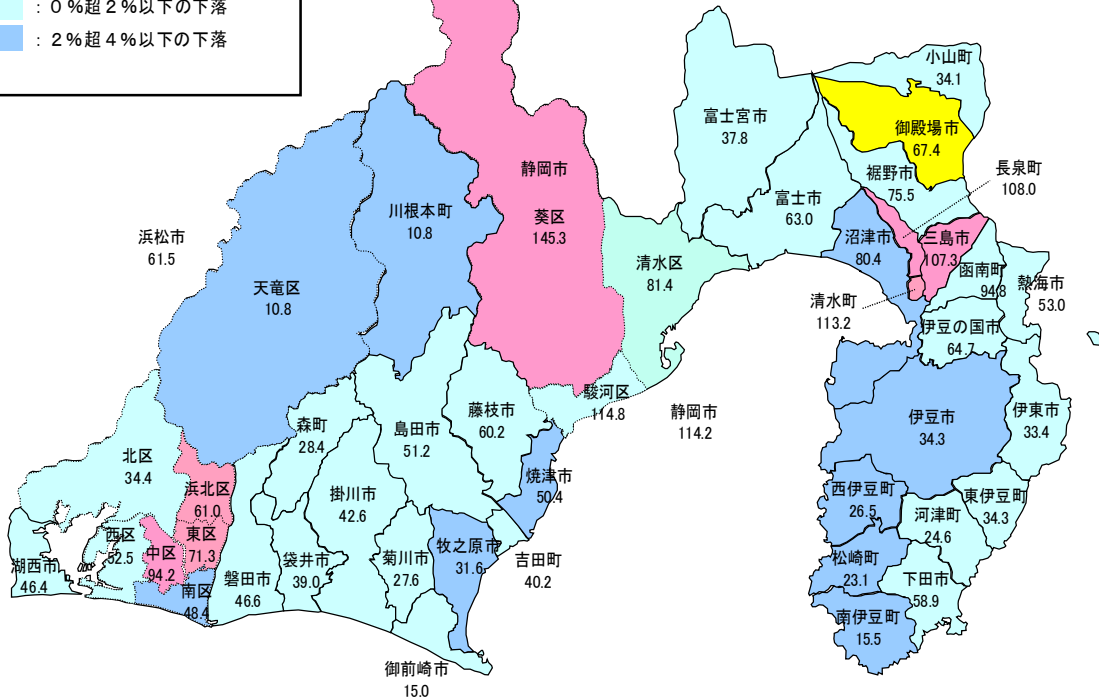 ：０％超２％以下の下落
：２％超４％以下の下落
小山町
34.1
富士宮市
37.8
御殿場市
67.4
裾野市
75.5
長泉町
108.0
静岡市
葵区
145.3
川根本町
10.8
富士市
63.0
浜松市
61.5
沼津市
80.4
三島市
107.3
清水区
81.4
函南町
94.8
熱海市
53.0
天竜区
10.8
清水町
113.2
伊豆の国市
64.7
駿河区
114.8
静岡市
114.2
藤枝市
60.2
伊豆市
34.3
伊東市
33.4
森町
28.4
島田市
51.2
北区
34.4
焼津市
50.4
浜北区
61.0
掛川市
42.6
西伊豆町
26.5
東伊豆町
34.3
河津町
24.6
西区
52.5
東区
71.3
中区
94.2
牧之原市
31.6
湖西市
46.4
袋井市
39.0
菊川市
27.6
吉田町
40.2
松崎町
23.1
下田市
58.9
磐田市
46.6
南区
48.4
南伊豆町
15.5
御前崎市
15.0